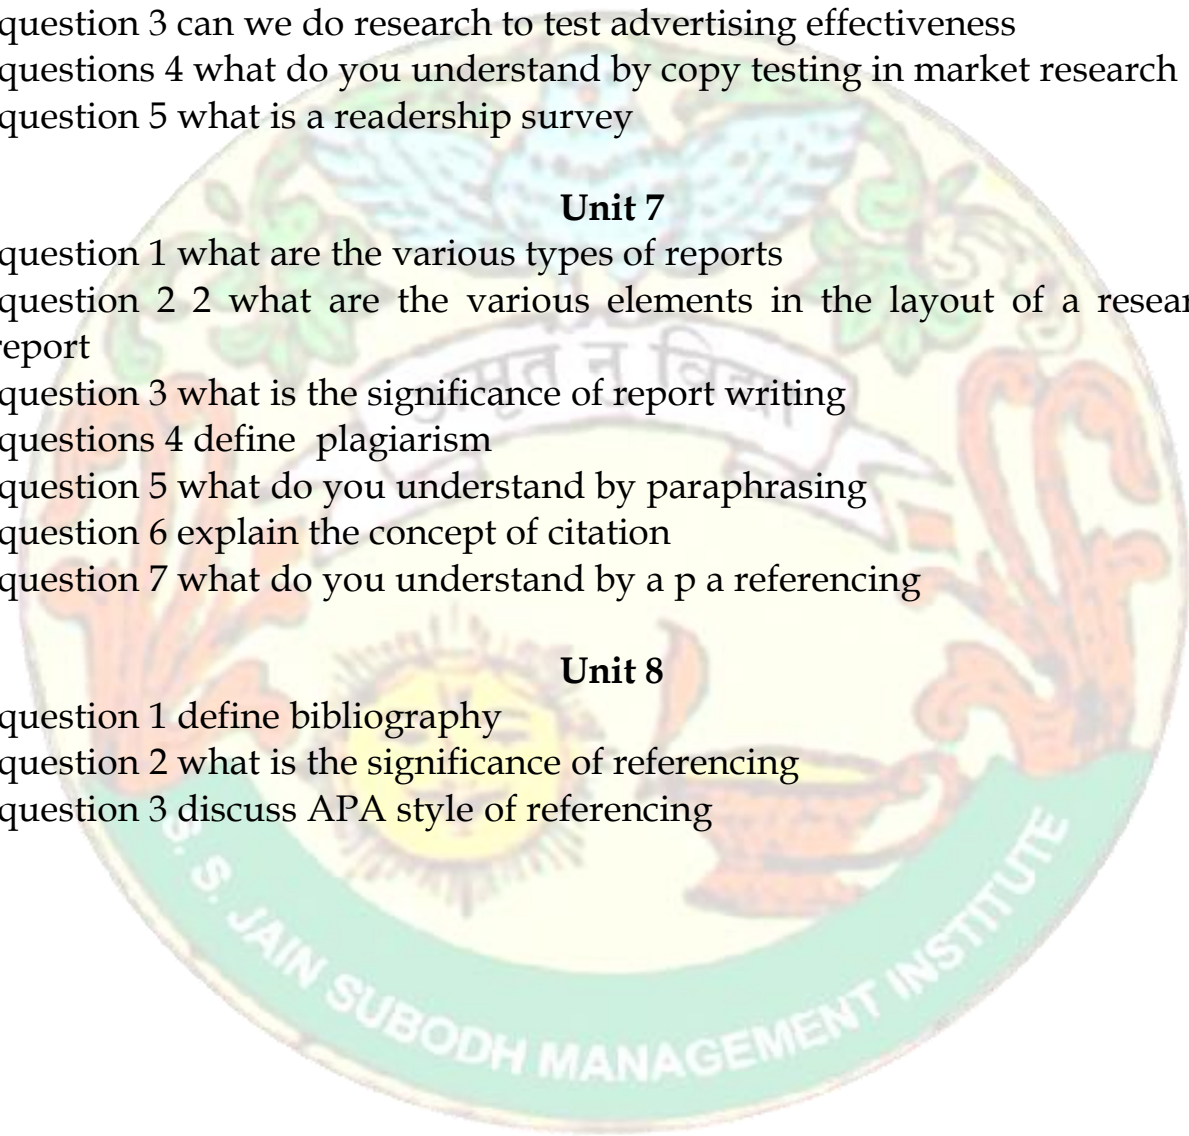 question 3 can we do research to test advertising effectiveness
questions 4 what do you understand by copy testing in market research
question 5 what is a readership survey
Unit 7
question 1 what are the various types of reports
question 2 2 what are the various elements in the layout of a resear
report
question 3 what is the significance of report writing
questions 4 define plagiarism
question 5 what do you understand by paraphrasing
question 6 explain the concept of citation
question 7 what do you understand by a p a referencing
Unit 8
question 1 define bibliography
question 2 what is the significance of referencing
question 3 discuss APA style of referencing
अमृतं न विद्या
S. S. JAIN SUBODH MANAGEMENT INSTITUTE